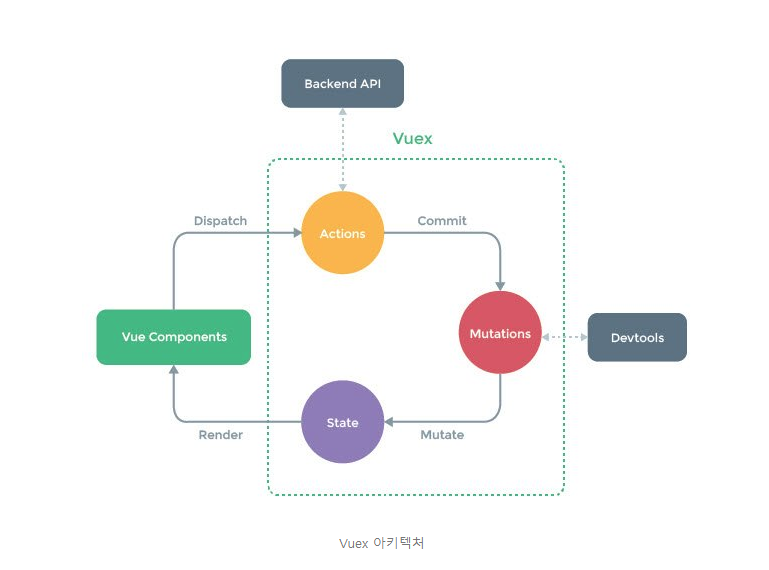 Backend API
Vuex
Dispatch
Actions
Commit
Vue Components
Mutations
Devtools
State
Render
Mutate
Vuex 아키텍처